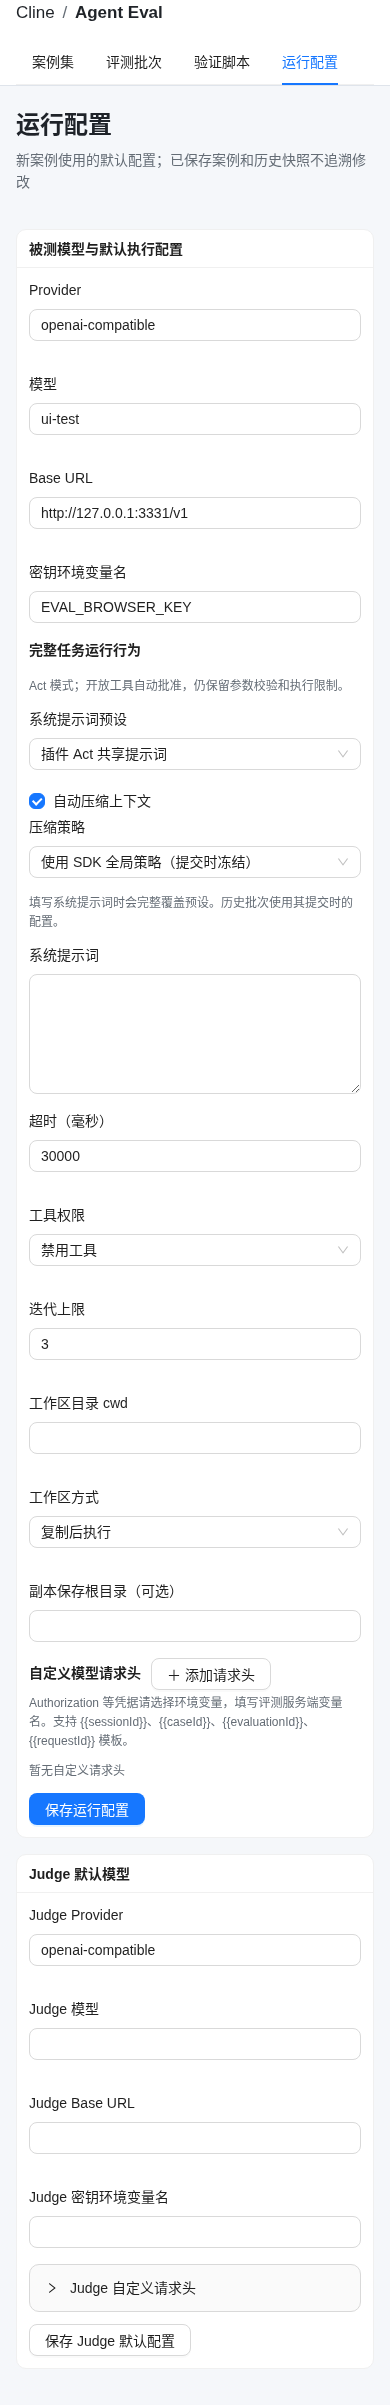 Cline / Agent Eval
案例集 评测批次 验证脚本 运行配置
运行配置
新案例使用的默认配置；已保存案例和历史快照不追溯修
改
被测模型与默认执行配置
Provider
openai-compatible
模型
ui-test
Base URL
http://127.0.0.1:3331/v1
密钥环境变量名
EVAL_BROWSER_KEY
完整任务运行行为
Act 模式；开放工具自动批准，仍保留参数校验和执行限制。
系统提示词预设
插件 Act 共享提示词
自动压缩上下文
压缩策略
使用 SDK 全局策略（提交时冻结）
填写系统提示词时会完整覆盖预设。历史批次使用其提交时的
配置。
系统提示词
超时（毫秒）
30000
工具权限
禁用工具
迭代上限
3
工作区目录 cwd
工作区方式
复制后执行
副本保存根目录（可选）
自定义模型请求头 添加请求头
Authorization 等凭据请选择环境变量，填写评测服务端变量
名。支持 {{sessionId}}、{{caseId}}、{{evaluationId}}、
{{requestId}} 模板。
暂无自定义请求头
保存运行配置
Judge 默认模型
Judge Provider
openai-compatible
Judge 模型
Judge Base URL
Judge 密钥环境变量名
Judge 自定义请求头
保存 Judge 默认配置